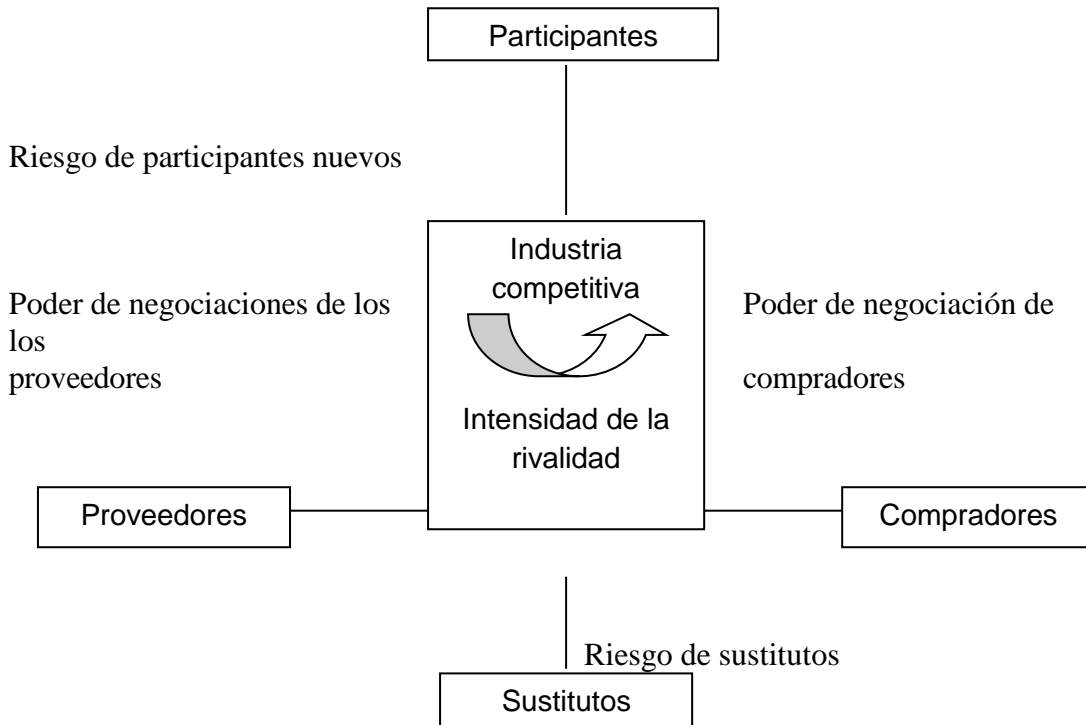 Participantes
Riesgo de participantes nuevos
Industria
competitiva
Poder de negociaciones de los
los
proveedores
Poder de negociación de
compradores
Intensidad de la
rivalidad
Proveedores
Compradores
Riesgo de sustitutos
Sustitutos